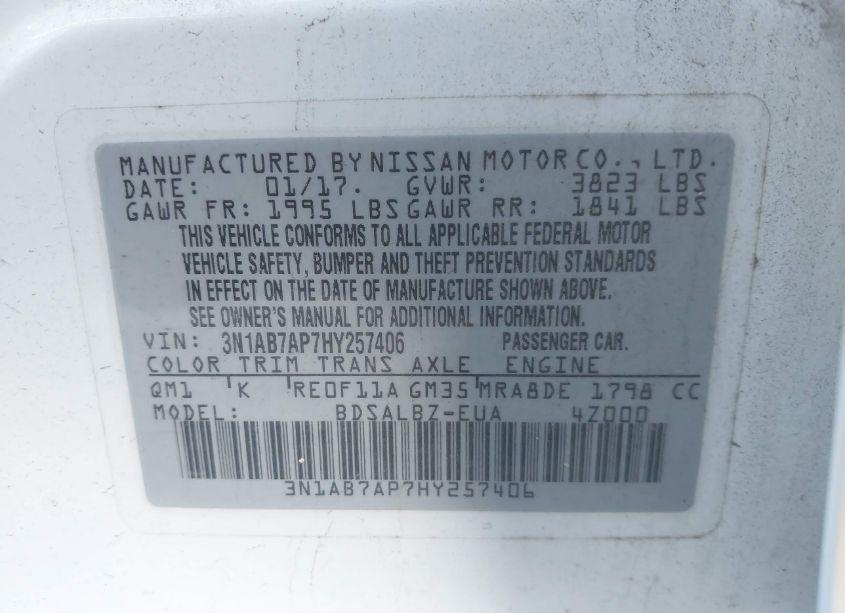 MANUFACTURED BY NISSAN MOTOR CO., LTD.
DATE: 01/17. GVWR: 3823 LBS
GAWR FR: 1995 LBS GAWR RR: 1841 LBS
THIS VEHICLE CONFORMS TO ALL APPLICABLE FEDERAL MOTOR
VEHICLE SAFETY, BUMPER AND THEFT PREVENTION STANDARDS
IN EFFECT ON THE DATE OF MANUFACTURE SHOWN ABOVE.
SEE OWNER'S MANUAL FOR ADDITIONAL INFORMATION.
VIN: 3N1AB7AP7HY257406 PASSENGER CAR.
COLOR TRIM TRANS AXLE ENGINE
QM1 K RE0F11A GM35 MRA8DE 1798 CC
MODEL: BDSALBZ-EUA 4Z000
3N1AB7AP7HY257406